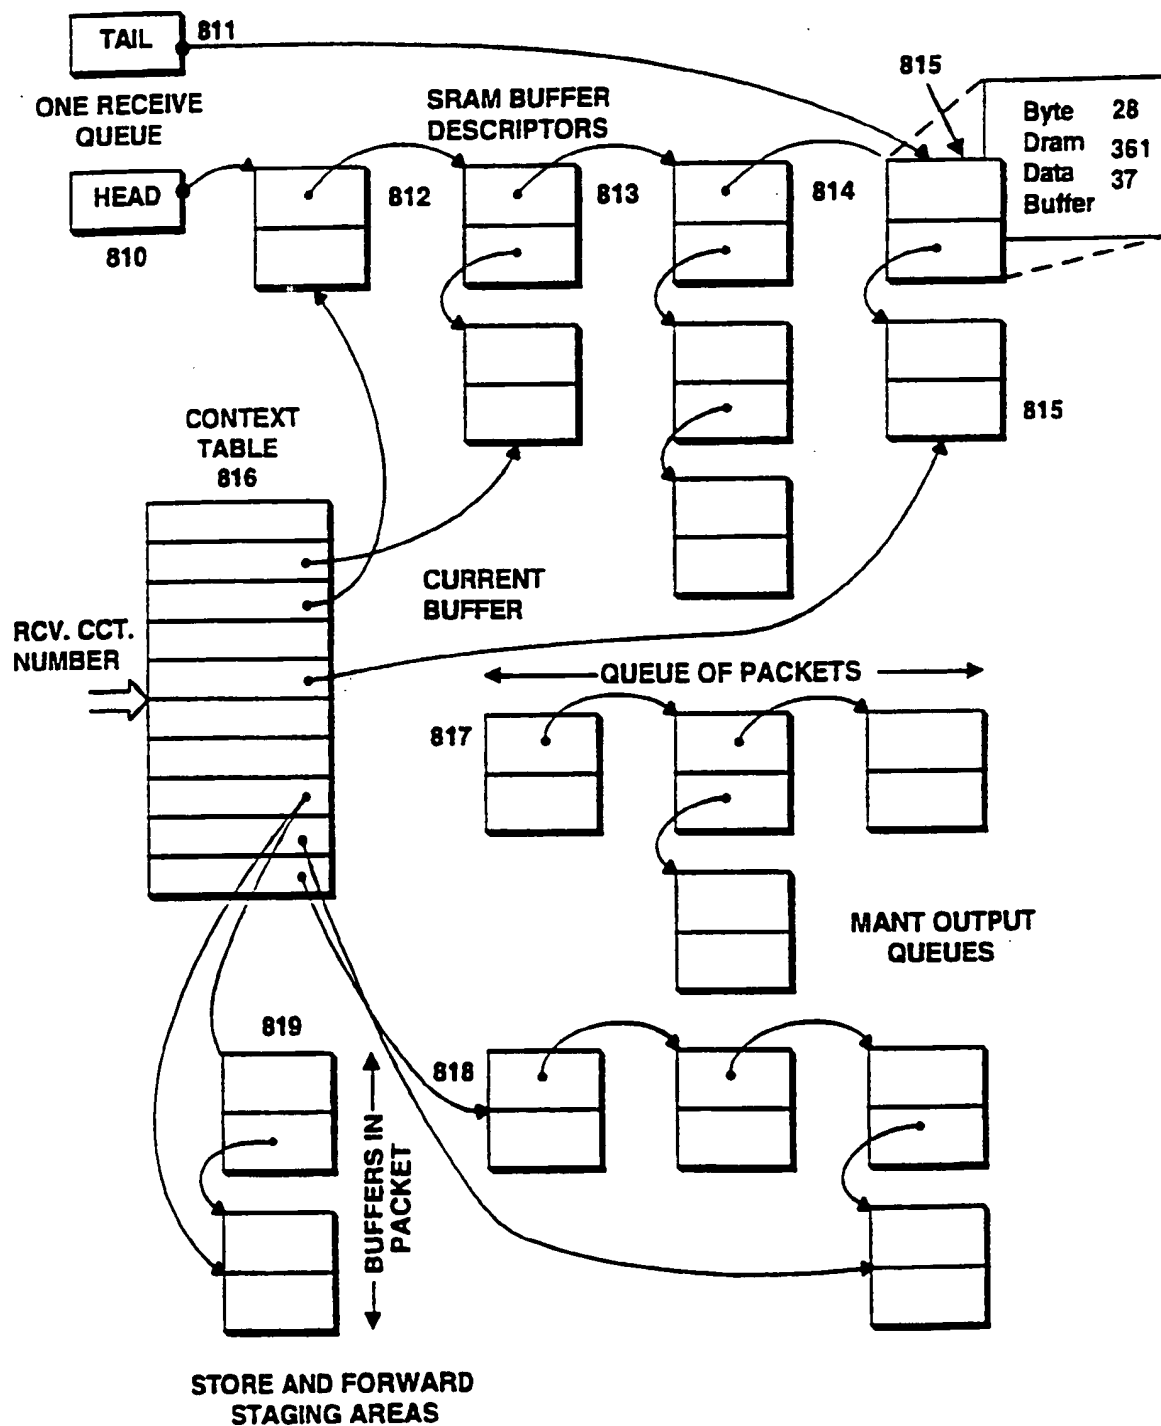 TAIL
811
ONE RECEIVE
QUEUE
HEAD
810
SRAM BUFFER
DESCRIPTORS
812
813
814
815
Byte 28
Dram 361
Data 37
Buffer
815
CONTEXT
TABLE
816
CURRENT
BUFFER
RCV. CCT.
NUMBER
QUEUE OF PACKETS
817
MANT OUTPUT
QUEUES
818
819
BUFFERS IN
PACKET
STORE AND FORWARD
STAGING AREAS